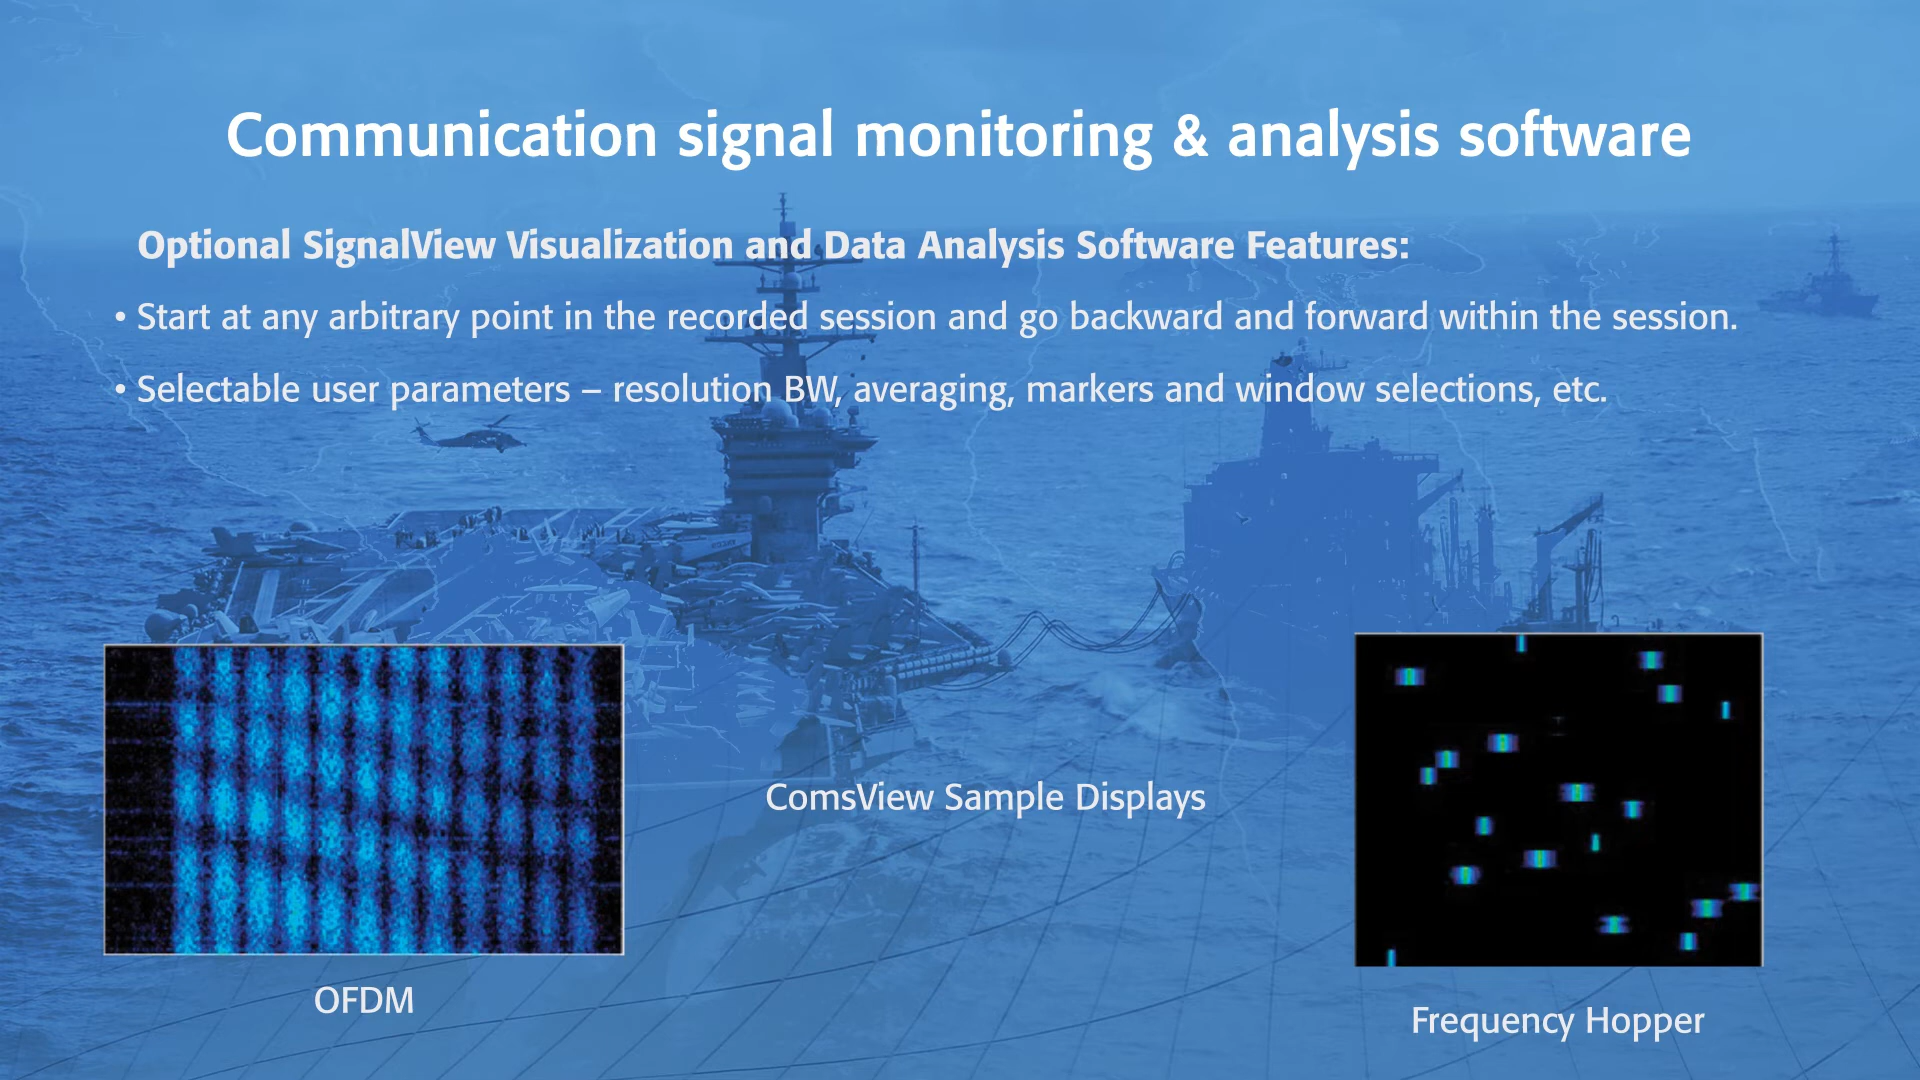 Communication signal monitoring & analysis software
Optional SignalView Visualization and Data Analysis Software Features:
• Start at any arbitrary point in the recorded session and go backward and forward within the session.
• Selectable user parameters – resolution BW, averaging, markers and window selections, etc.
ComsView Sample Displays
OFDM
Frequency Hopper